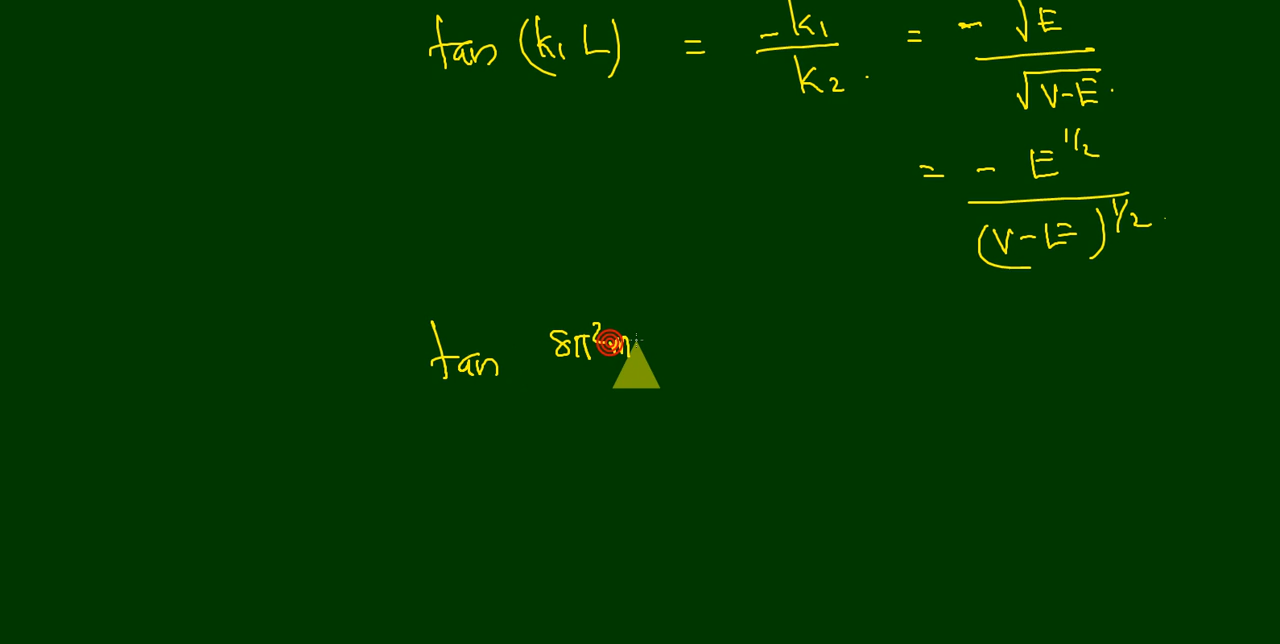 tan (k₁ L) = -k₁ / k₂ . = - √E / √V-E .
= - E^1/2 / (V-E)^1/2 .
tan 8π² m